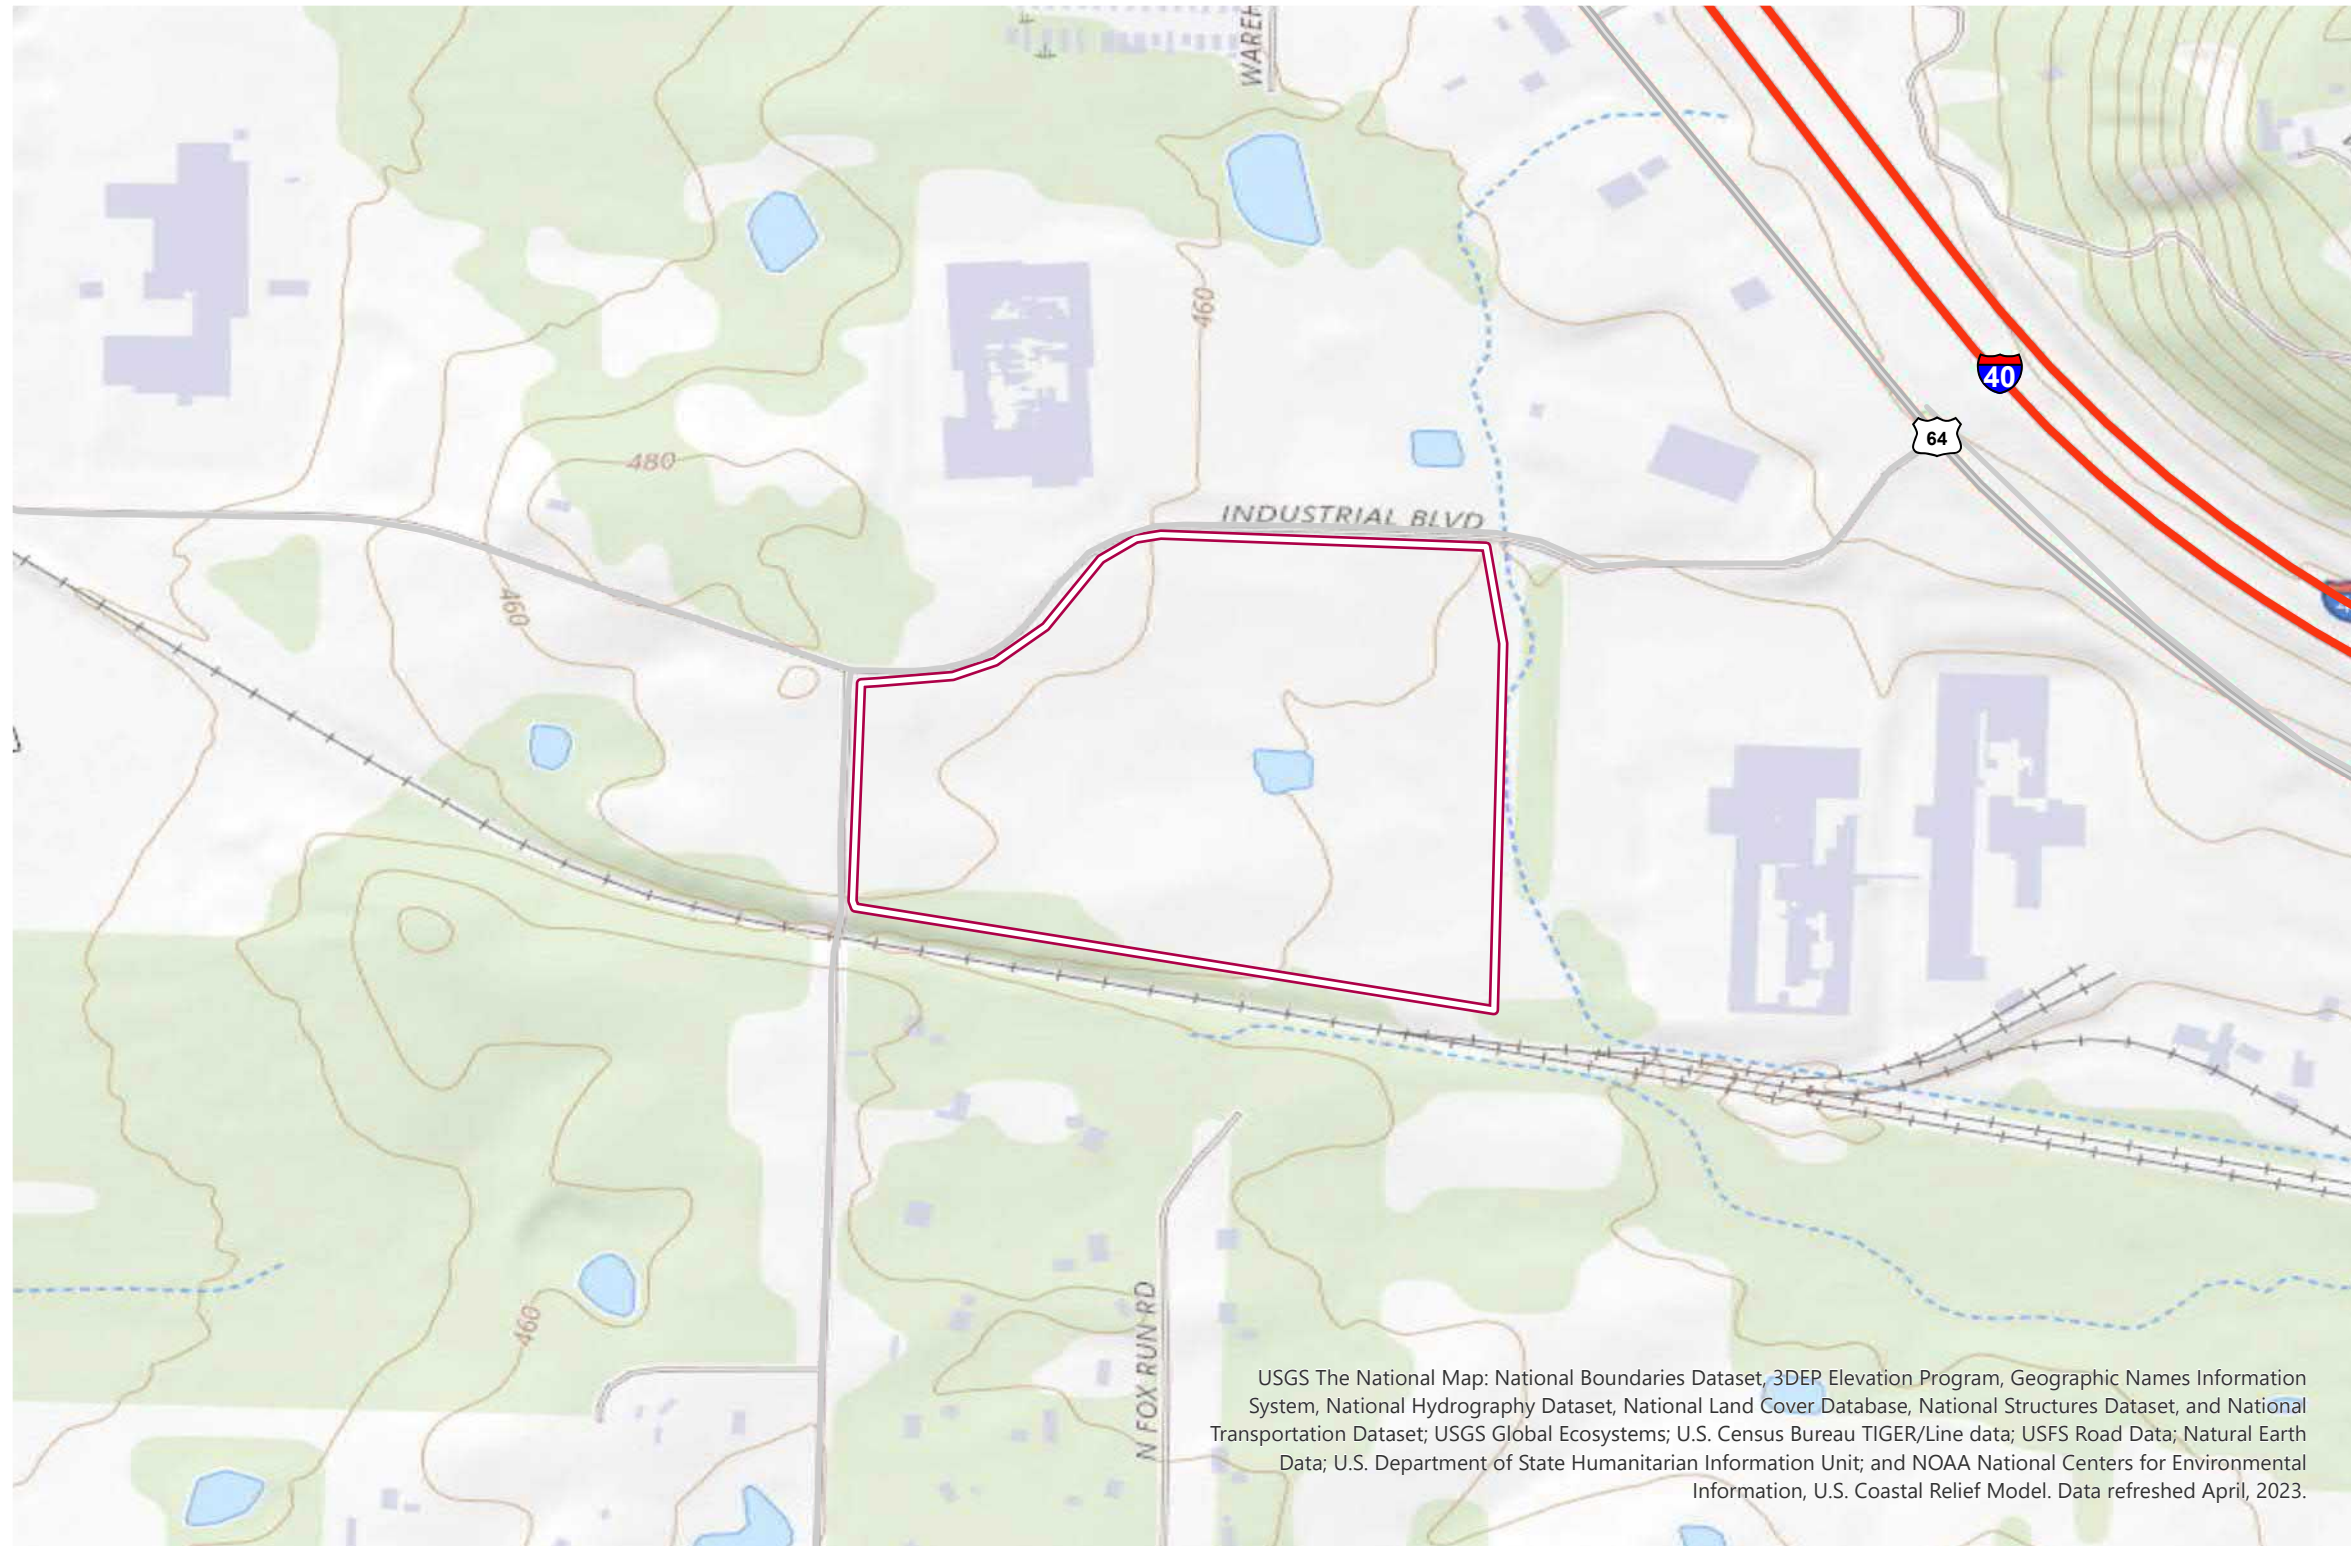 WAREH
460
40
64
480
INDUSTRIAL BLVD
460
460
N FOX RUN RD
USGS The National Map: National Boundaries Dataset, 3DEP Elevation Program, Geographic Names Information
System, National Hydrography Dataset, National Land Cover Database, National Structures Dataset, and National
Transportation Dataset; USGS Global Ecosystems; U.S. Census Bureau TIGER/Line data; USFS Road Data; Natural Earth
Data; U.S. Department of State Humanitarian Information Unit; and NOAA National Centers for Environmental
Information, U.S. Coastal Relief Model. Data refreshed April, 2023.